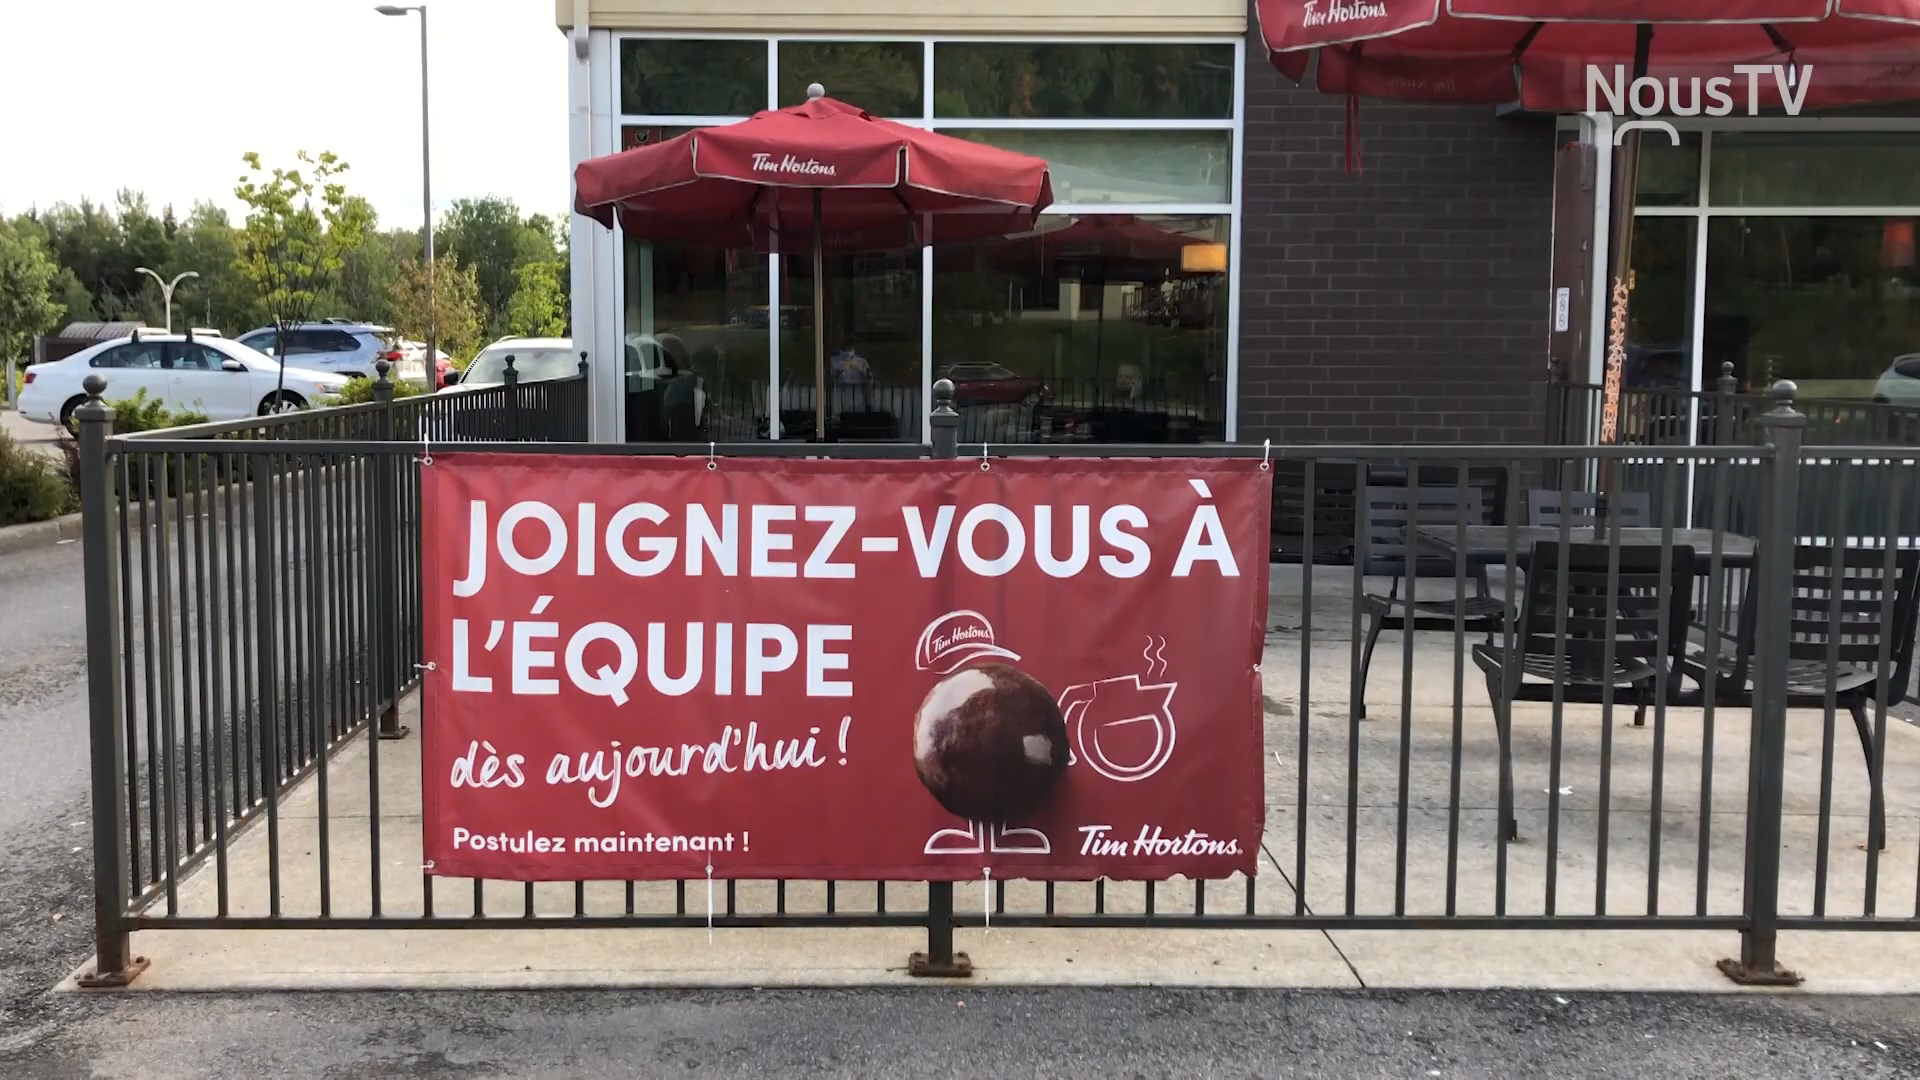 Tim Hortons.
NousTV
Tim Hortons.
JOIGNEZ-VOUS À
L'ÉQUIPE
Tim Hortons.
dès aujourd'hui !
Postulez maintenant !
Tim Hortons.